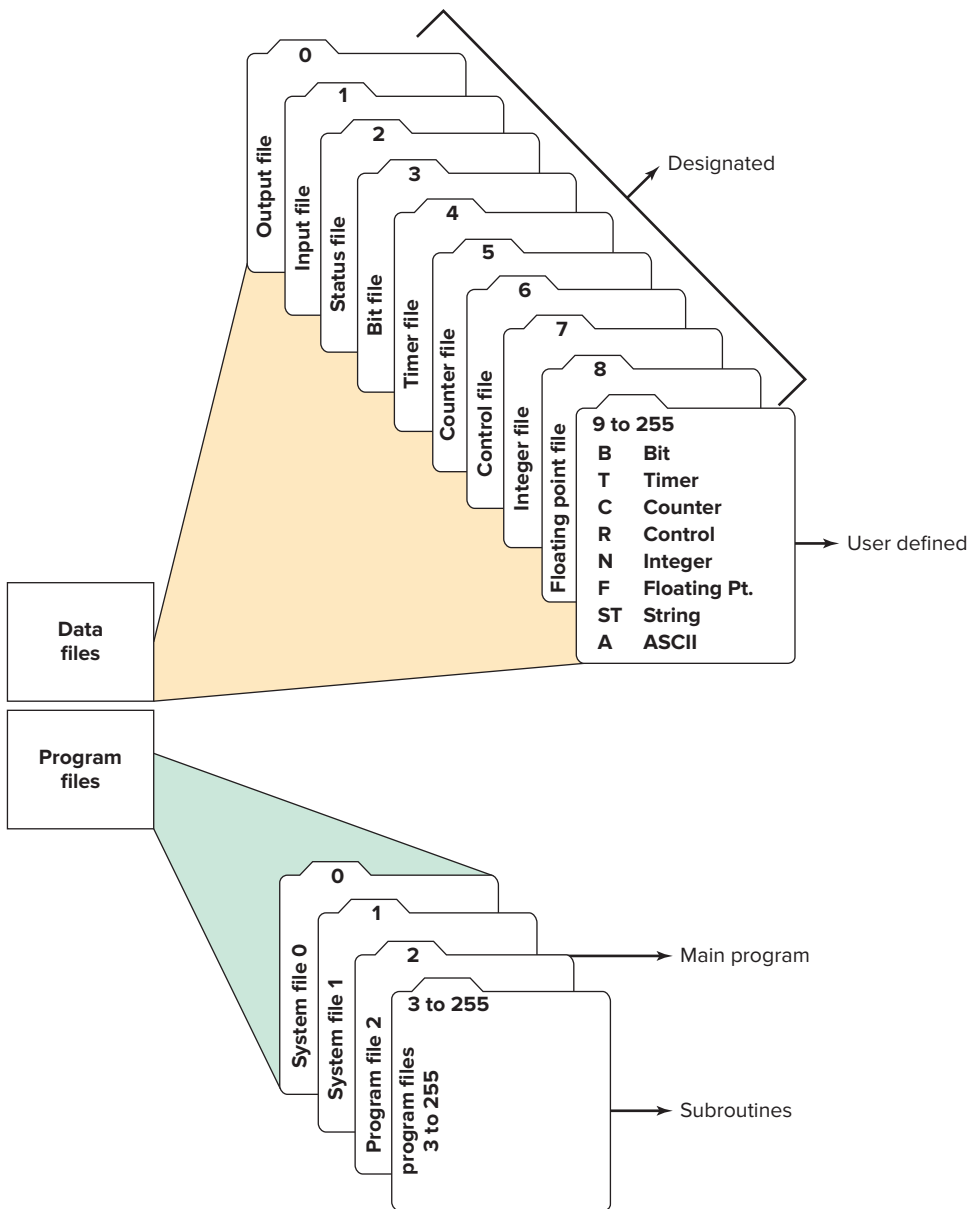 0
Output file
1
Input file
2
Status file
3
Bit file
4
Timer file
5
Counter file
6
Control file
7
Integer file
8
Floating point file
9 to 255
B Bit
T Timer
C Counter
R Control
N Integer
F Floating Pt.
ST String
A ASCII
Designated
User defined
Data
files
Program
files
0
System file 0
1
System file 1
2
Program file 2
3 to 255
program files
3 to 255
Main program
Subroutines